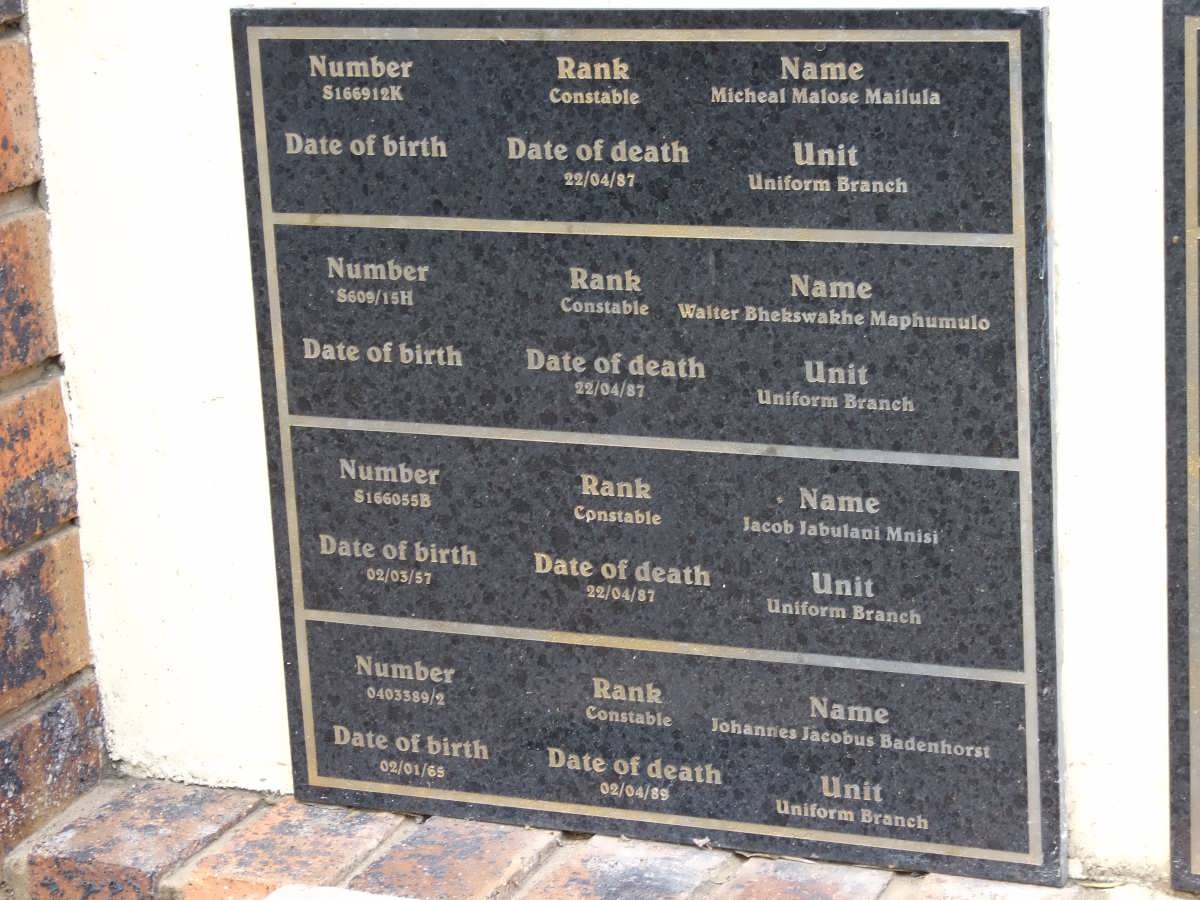 Number Rank Name
S166912K Constable Micheal Malose Mailula
Date of birth Date of death Unit
22/04/87 Uniform Branch
Number Rank Name
S609/15H Constable Walter Bhekswakhe Maphumulo
Date of birth Date of death Unit
22/04/87 Uniform Branch
Number Rank Name
S166055B Constable Jacob Jabulani Mnisi
Date of birth Date of death Unit
02/03/57 22/04/87 Uniform Branch
Number Rank Name
0403389/2 Constable Johannes Jacobus Badenhorst
Date of birth Date of death Unit
02/01/65 02/04/89 Uniform Branch